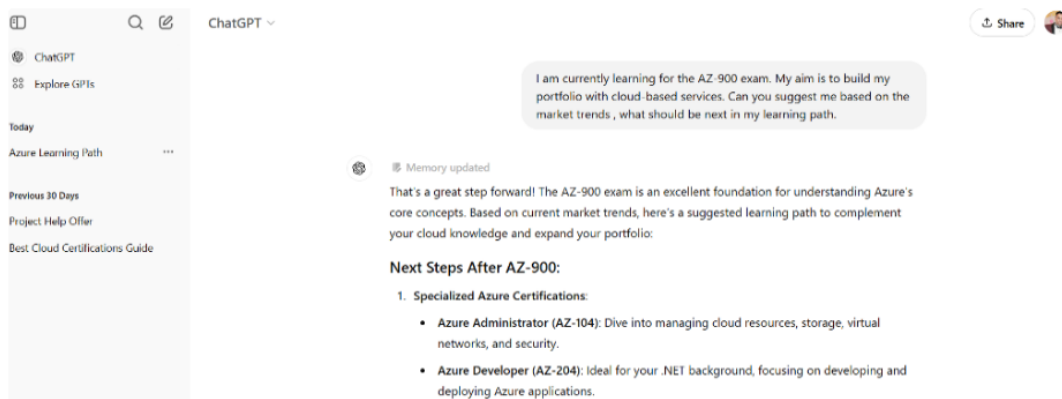 ChatGPT
Share
ChatGPT
Explore GPTs
Today
Azure Learning Path
Previous 30 Days
Project Help Offer
Best Cloud Certifications Guide
I am currently learning for the AZ-900 exam. My aim is to build my
portfolio with cloud-based services. Can you suggest me based on the
market trends , what should be next in my learning path.
Memory updated
That's a great step forward! The AZ-900 exam is an excellent foundation for understanding Azure's
core concepts. Based on current market trends, here's a suggested learning path to complement
your cloud knowledge and expand your portfolio:
Next Steps After AZ-900:
1. Specialized Azure Certifications:
• Azure Administrator (AZ-104): Dive into managing cloud resources, storage, virtual
networks, and security.
• Azure Developer (AZ-204): Ideal for your .NET background, focusing on developing and
deploying Azure applications.